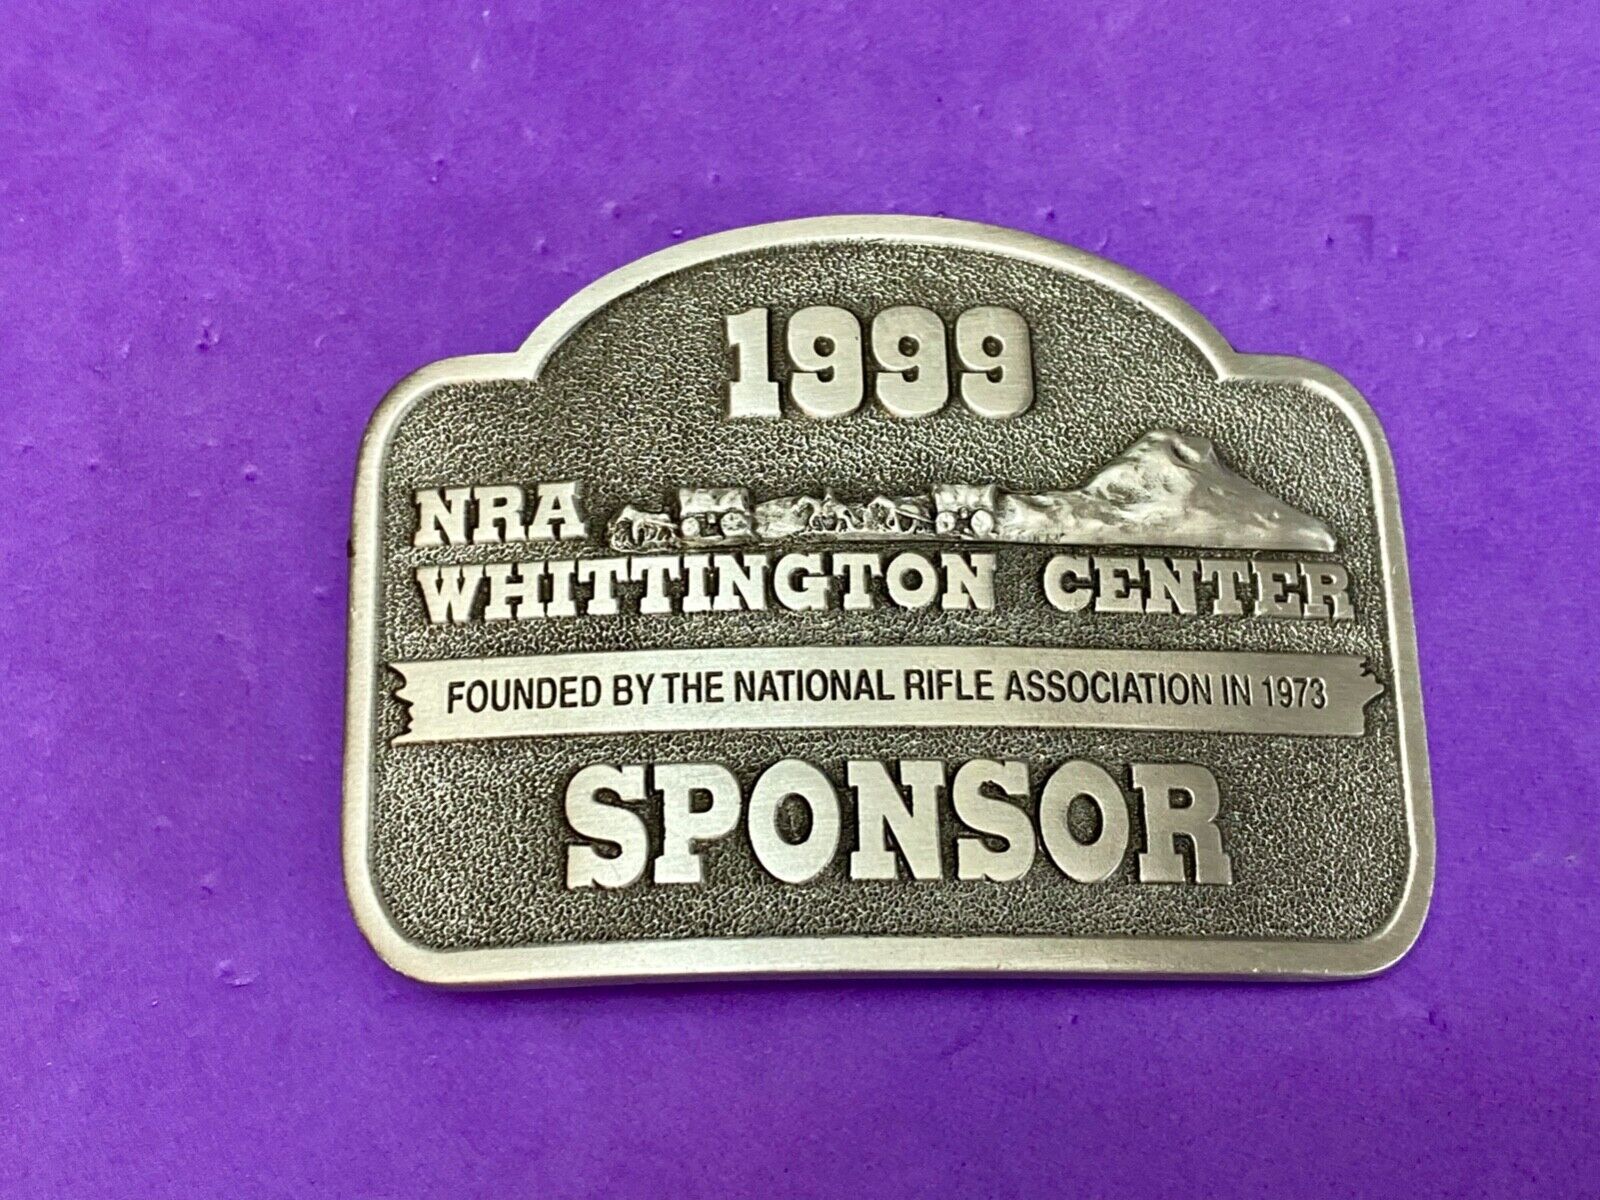 1999
NRA
WHITTINGTON CENTER
FOUNDED BY THE NATIONAL RIFLE ASSOCIATION IN 1973
SPONSOR